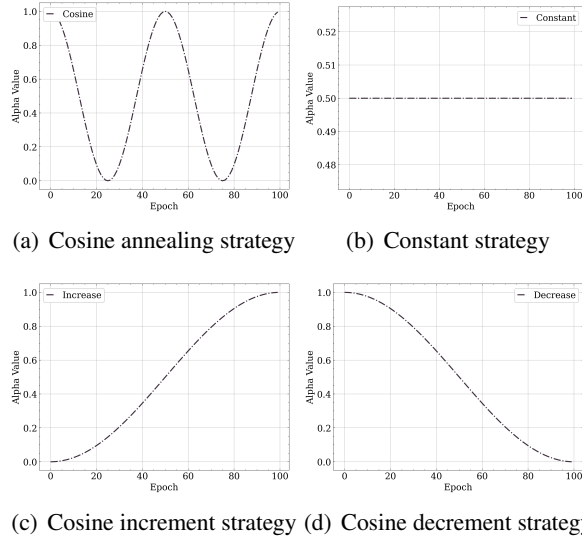 Cosine
1.0
0.8
0.6
0.4
0.2
0.0
Alpha Value
0 20 40 60 80 100
Epoch
(a) Cosine annealing strategy
Constant
0.52
0.51
0.50
0.49
0.48
Alpha Value
0 20 40 60 80 100
Epoch
(b) Constant strategy
Increase
1.0
0.8
0.6
0.4
0.2
0.0
Alpha Value
0 20 40 60 80 100
Epoch
(c) Cosine increment strategy
Decrease
1.0
0.8
0.6
0.4
0.2
0.0
Alpha Value
0 20 40 60 80 100
Epoch
(d) Cosine decrement strategy